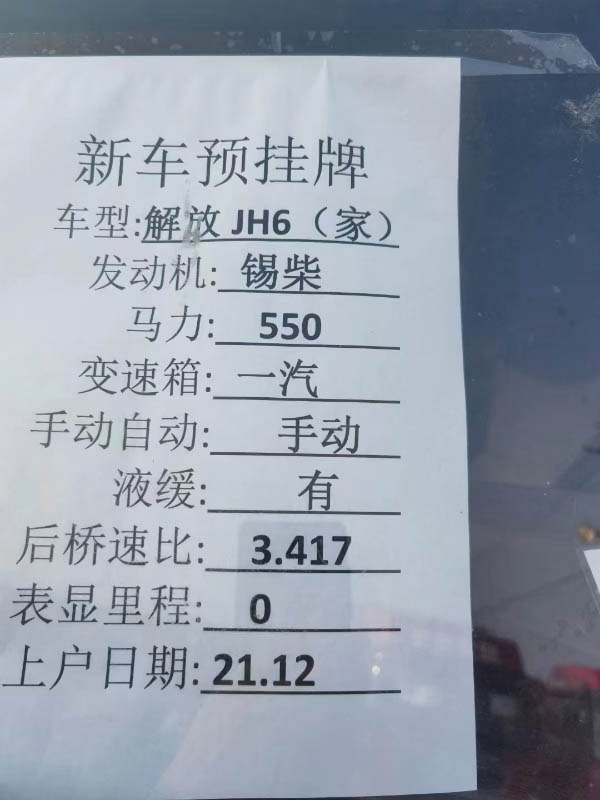 新车预挂牌
车型:解放 JH6（家）
发动机:锡柴
马力:550
变速箱:一汽
手动自动:手动
液缓:有
后桥速比:3.417
表显里程:0
上户日期:21.12